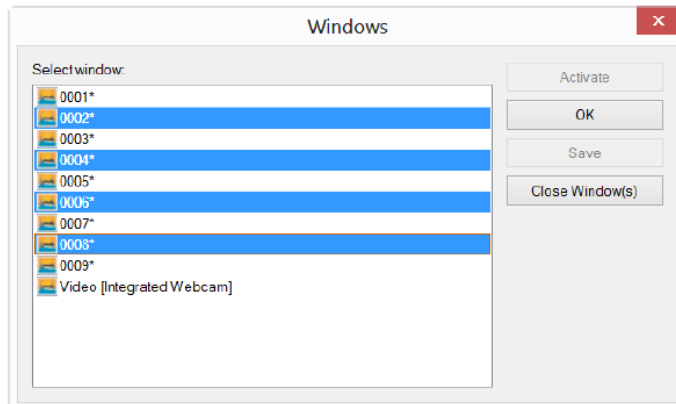 Windows
x
Select window:
0001*
0002*
0003*
0004*
0005*
0006*
0007*
0008*
0009*
Video [Integrated Webcam]
Activate
OK
Save
Close Window(s)